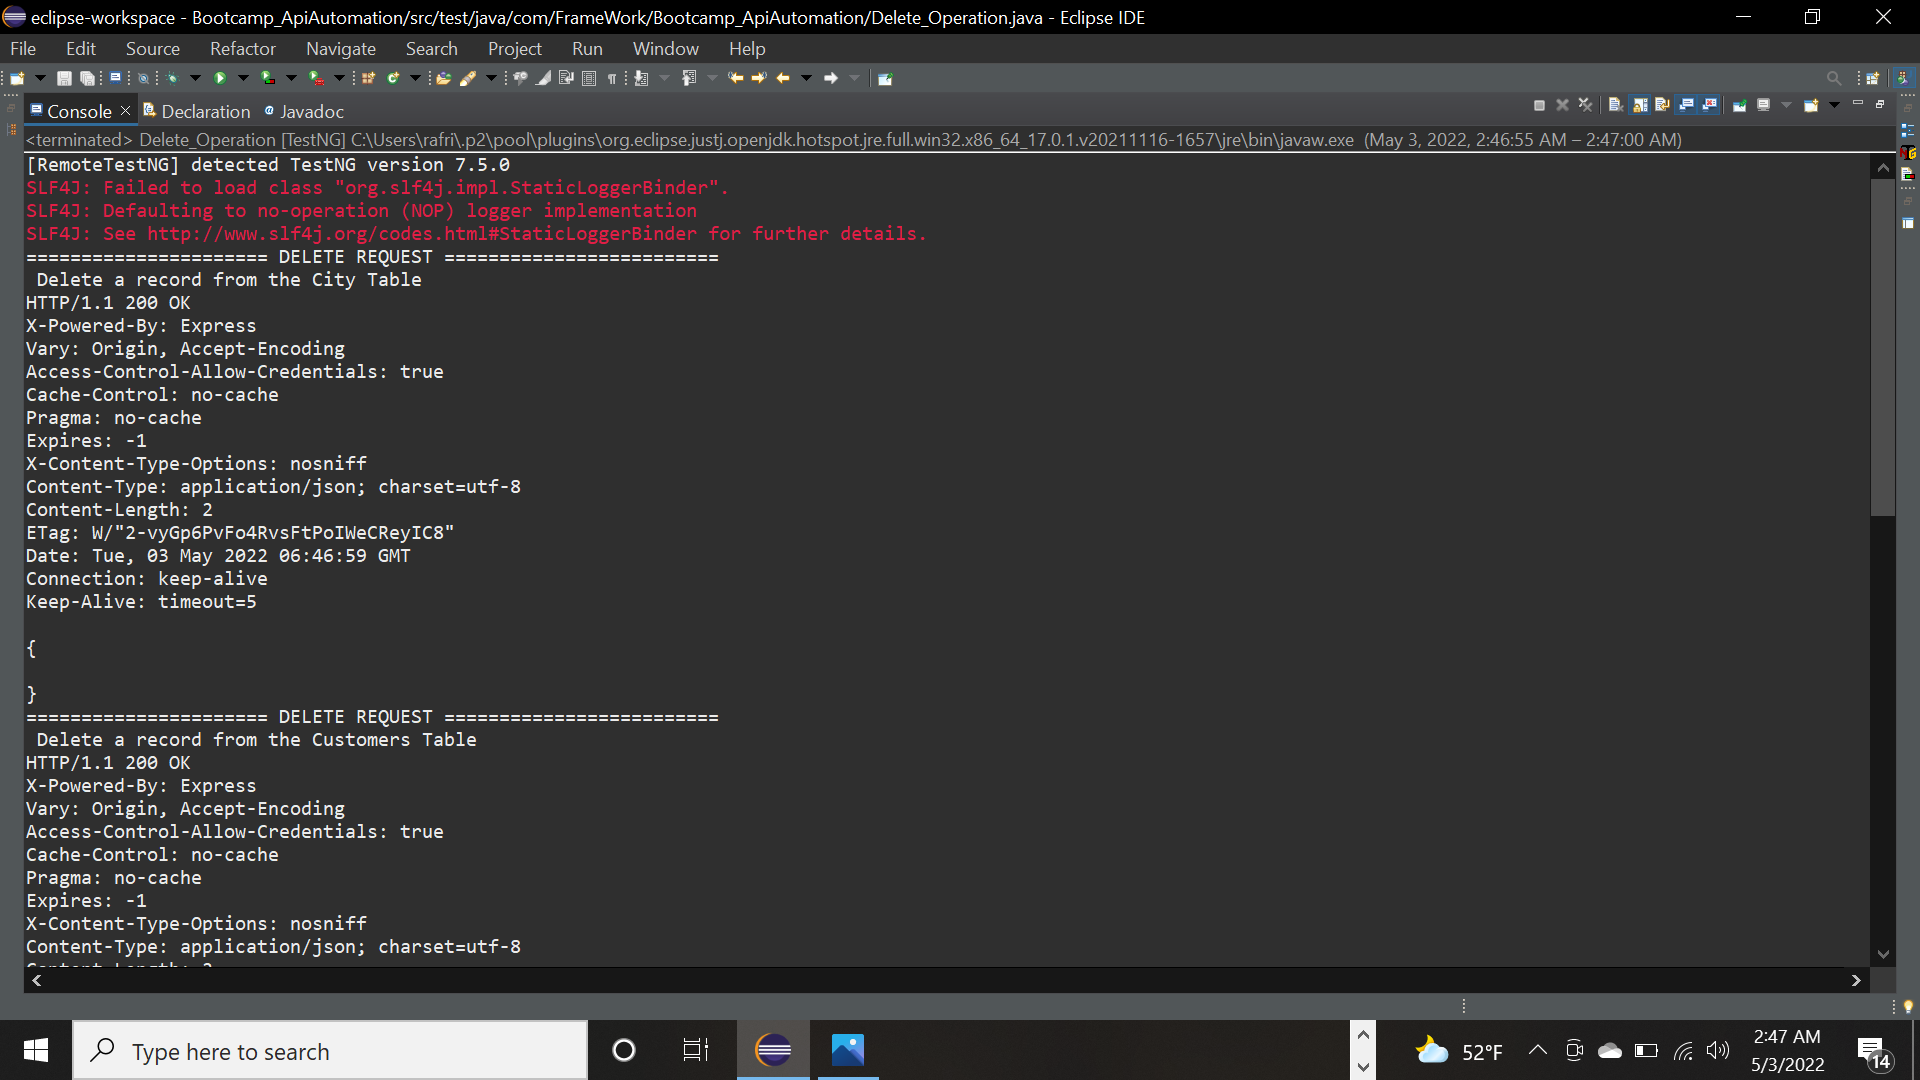 eclipse-workspace - Bootcamp_ApiAutomation/src/test/java/com/FrameWork/Bootcamp_ApiAutomation/Delete_Operation.java - Eclipse IDE
File Edit Source Refactor Navigate Search Project Run Window Help
Console Declaration @ Javadoc
<terminated> Delete_Operation [TestNG] C:\Users\rafri\.p2\pool\plugins\org.eclipse.justj.openjdk.hotspot.jre.full.win32.x86_64_17.0.1.v20211116-1657\jre\bin\javaw.exe (May 3, 2022, 2:46:55 AM – 2:47:00 AM)
[RemoteTestNG] detected TestNG version 7.5.0
SLF4J: Failed to load class "org.slf4j.impl.StaticLoggerBinder".
SLF4J: Defaulting to no-operation (NOP) logger implementation
SLF4J: See http://www.slf4j.org/codes.html#StaticLoggerBinder for further details.
====================== DELETE REQUEST =========================
Delete a record from the City Table
HTTP/1.1 200 OK
X-Powered-By: Express
Vary: Origin, Accept-Encoding
Access-Control-Allow-Credentials: true
Cache-Control: no-cache
Pragma: no-cache
Expires: -1
X-Content-Type-Options: nosniff
Content-Type: application/json; charset=utf-8
Content-Length: 2
ETag: W/"2-vyGp6PvFo4RvsFtPoIWeCReyIC8"
Date: Tue, 03 May 2022 06:46:59 GMT
Connection: keep-alive
Keep-Alive: timeout=5
{
}
====================== DELETE REQUEST =========================
Delete a record from the Customers Table
HTTP/1.1 200 OK
X-Powered-By: Express
Vary: Origin, Accept-Encoding
Access-Control-Allow-Credentials: true
Cache-Control: no-cache
Pragma: no-cache
Expires: -1
X-Content-Type-Options: nosniff
Content-Type: application/json; charset=utf-8
Type here to search
52°F
2:47 AM
5/3/2022
14